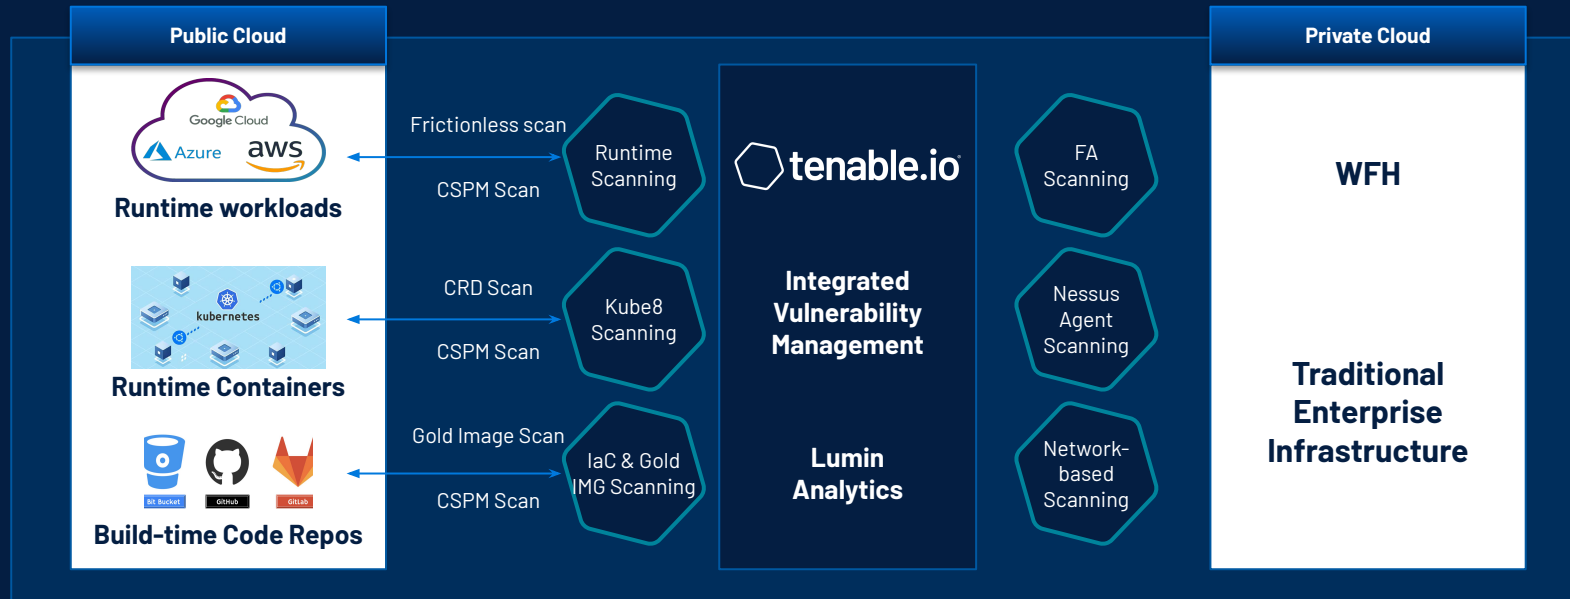 Public Cloud
Private Cloud
Google Cloud
Azure
aws
Runtime workloads
Frictionless scan
CSPM Scan
Runtime
Scanning
tenable.io
FA
Scanning
WFH
kubernetes
Runtime Containers
CRD Scan
CSPM Scan
Kube8
Scanning
Integrated
Vulnerability
Management
Nessus
Agent
Scanning
Traditional
Enterprise
Infrastructure
Bit Bucket
GitHub
GitLab
Build-time Code Repos
Gold Image Scan
CSPM Scan
IaC & Gold
IMG Scanning
Lumin
Analytics
Network-
based
Scanning